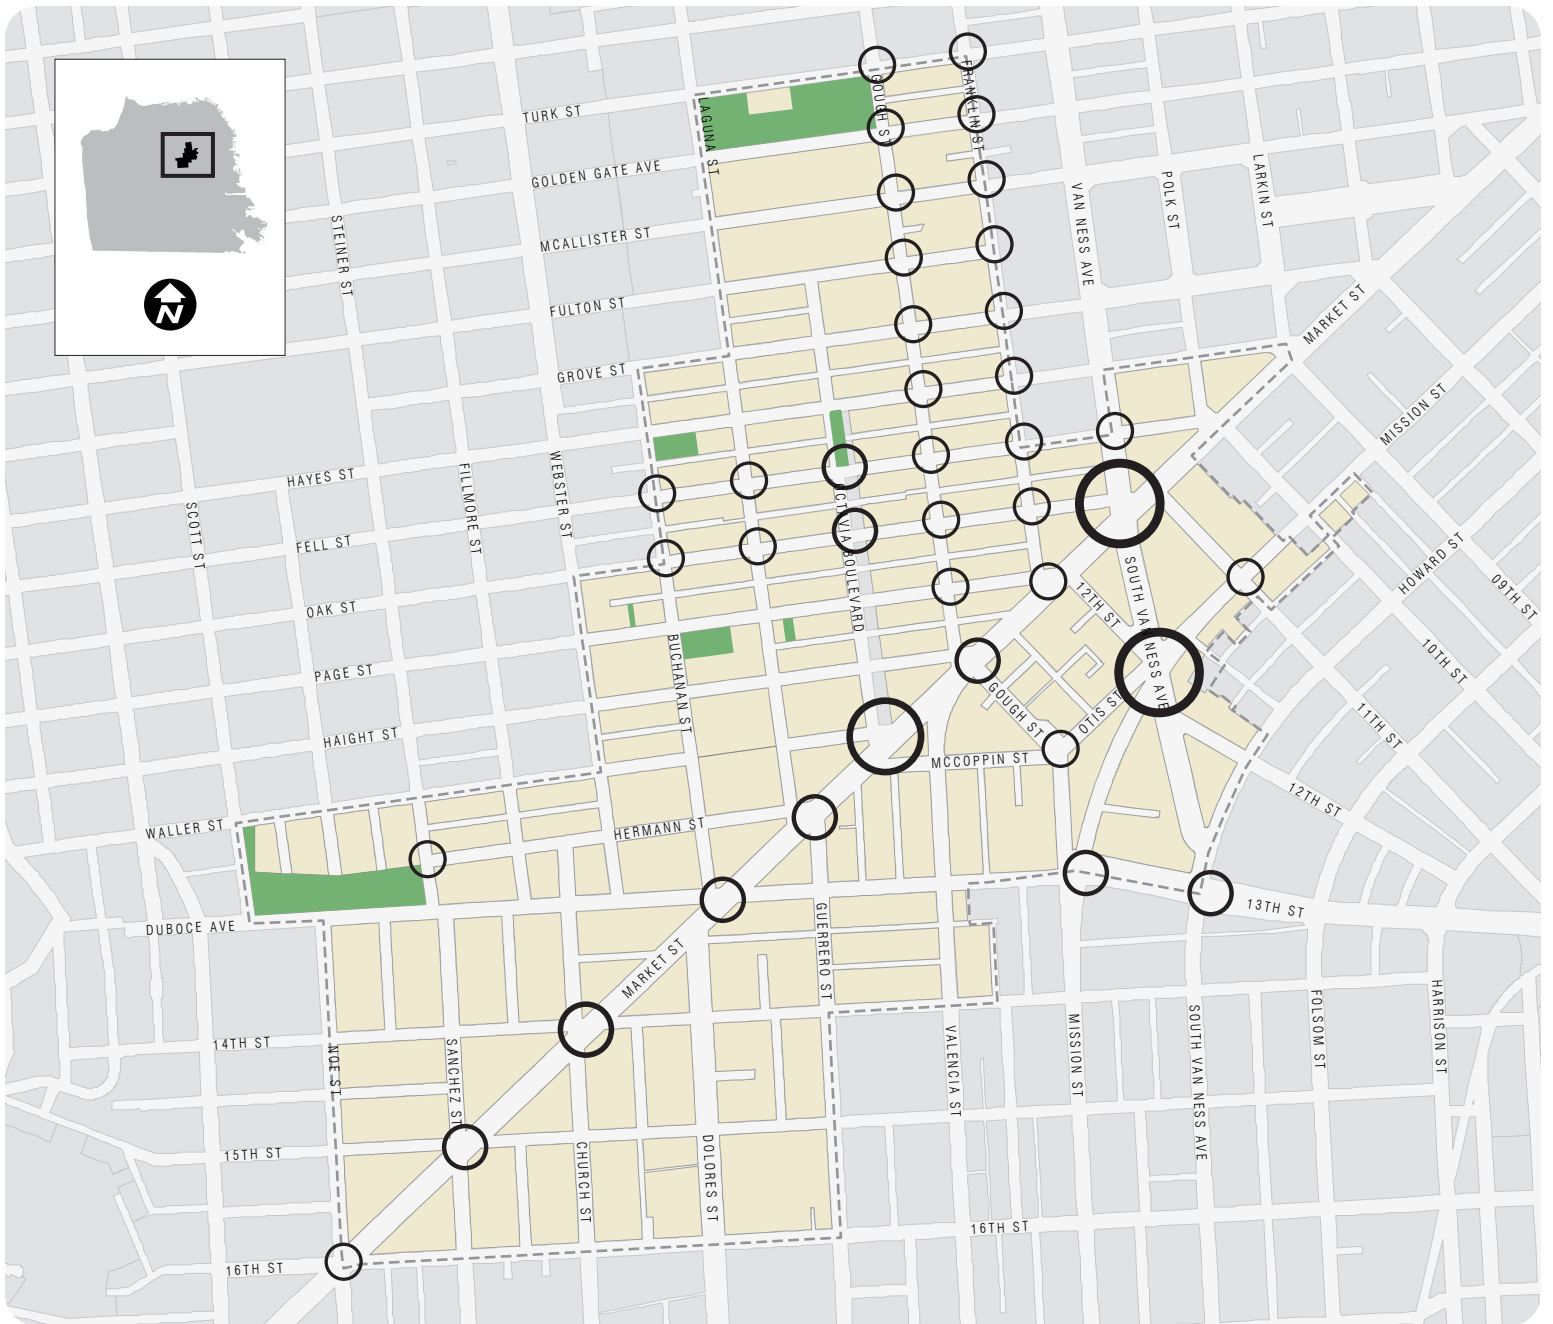 TURK ST
GOUGH ST
FRANKLIN ST
LAGUNA ST
GOLDEN GATE AVE
MCALLISTER ST
VAN NESS AVE
POLK ST
LARKIN ST
STEINER ST
N
FULTON ST
MARKET ST
GROVE ST
MISSION ST
HAYES ST
FILLMORE ST
WEBSTER ST
SCOTT ST
FELL ST
OCTAVIA BOULEVARD
OAK ST
SOUTH VAN NESS AVE
12TH ST
HOWARD ST
09TH ST
BUCHANAN ST
PAGE ST
10TH ST
GOUGH ST
OTIS ST
11TH ST
HAIGHT ST
MCCOPPIN ST
12TH ST
WALLER ST
HERMANN ST
DUBOCE AVE
GUERRERO ST
13TH ST
MARKET ST
14TH ST
NOE ST
SANCHEZ ST
VALENCIA ST
MISSION ST
SOUTH VAN NESS AVE
FOLSOM ST
HARRISON ST
15TH ST
CHURCH ST
DOLORES ST
16TH ST
16TH ST